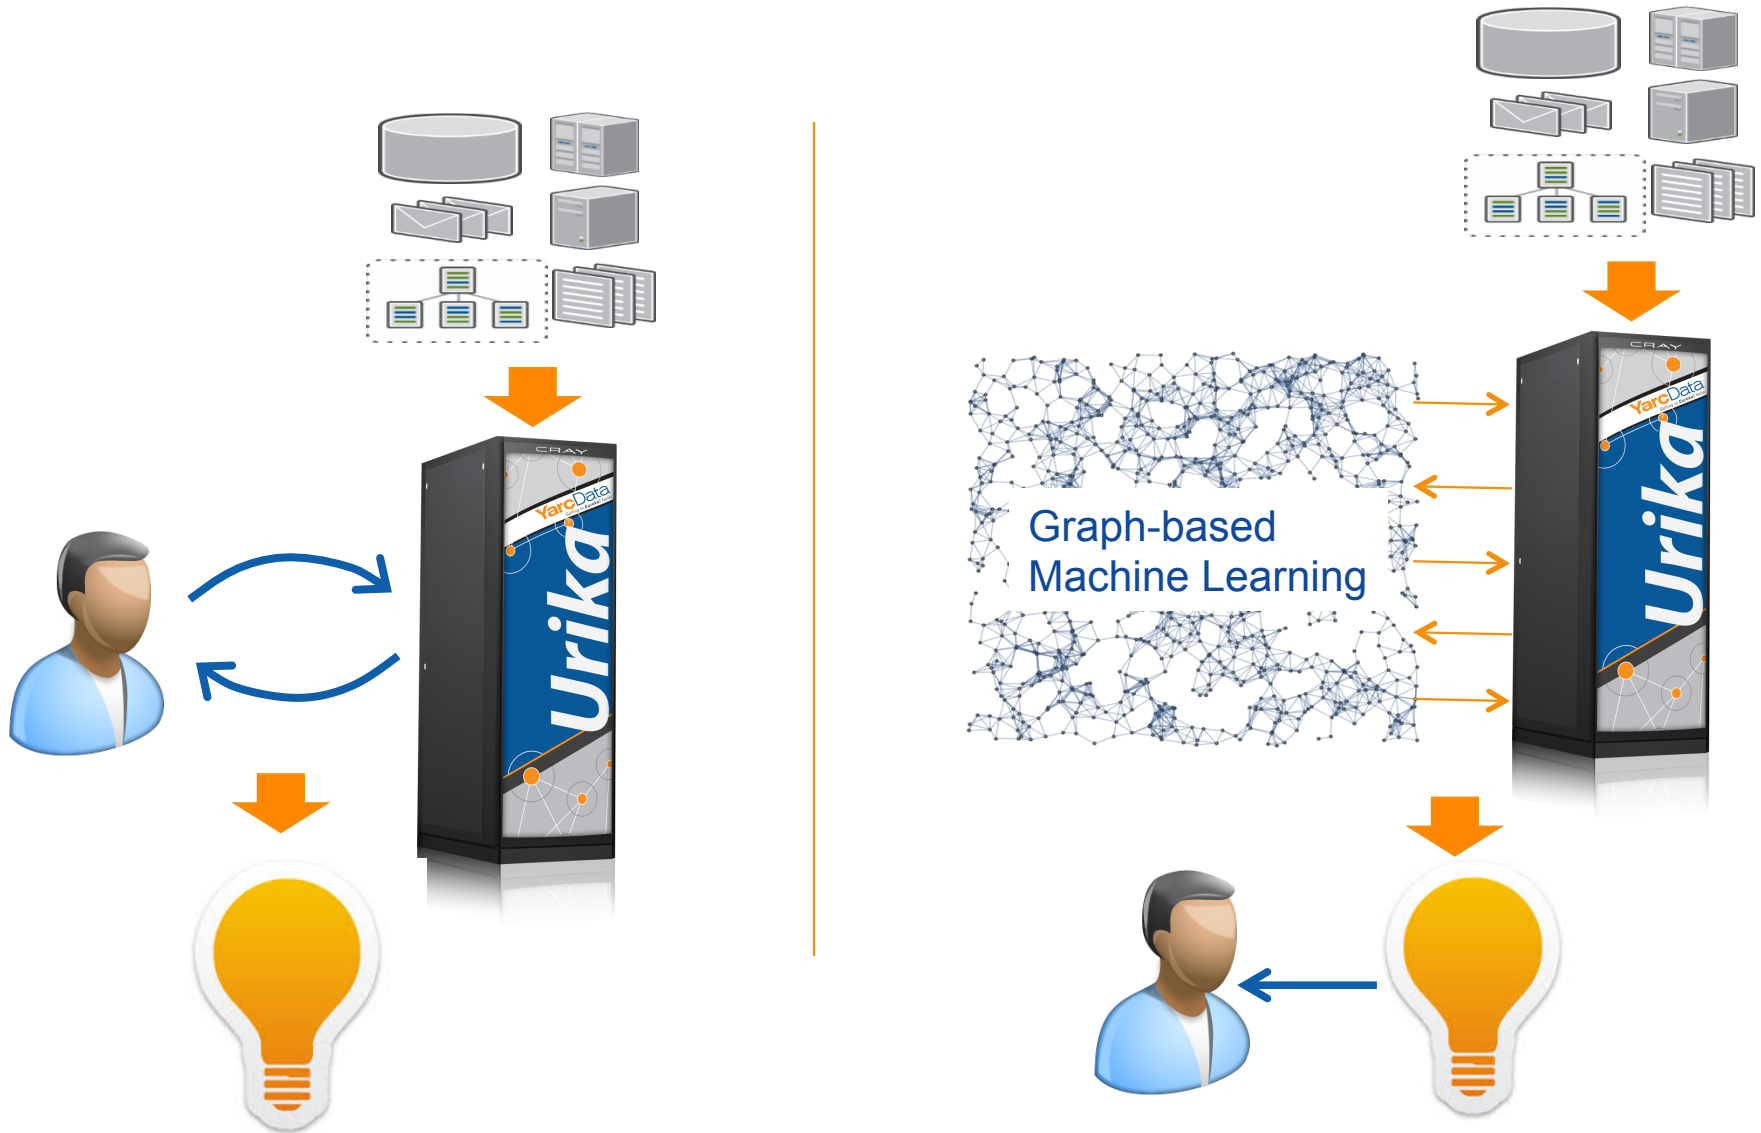 CRAY
YarcData
Urika
Graph-based
Machine Learning
CRAY
YarcData
Urika